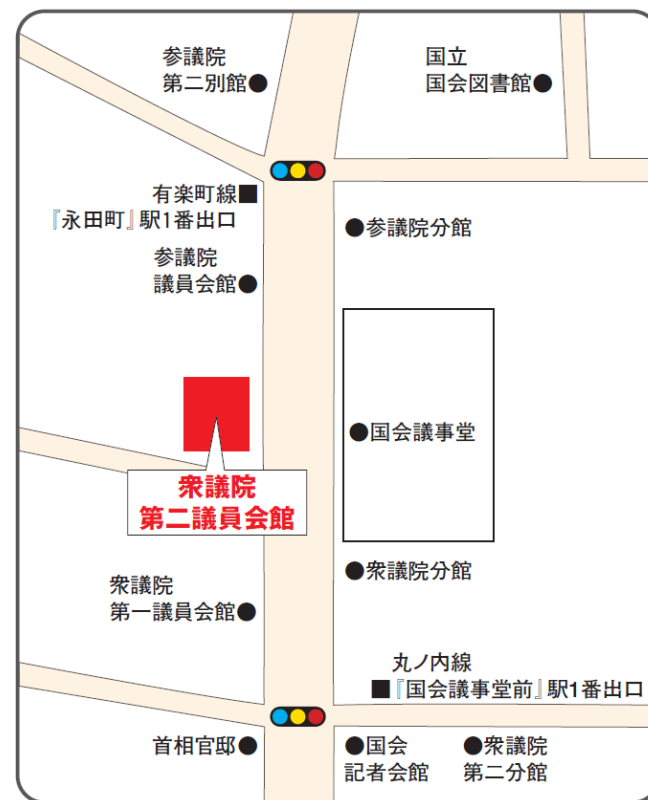 参議院
第二別館●
国立
国会図書館●
有楽町線■
『永田町』駅1番出口
●参議院分館
参議院
議員会館●
●国会議事堂
衆議院
第二議員会館
●衆議院分館
衆議院
第一議員会館●
丸ノ内線
■『国会議事堂前』駅1番出口
首相官邸●
●国会
記者会館
●衆議院
第二分館